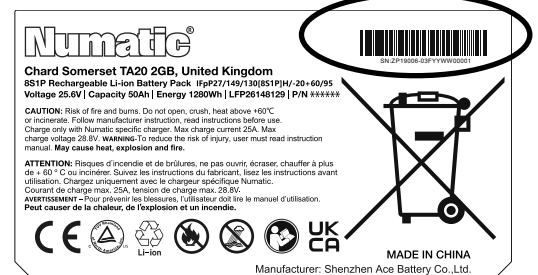 Numatic®
SN:ZP19006-03FYYWW00001
Chard Somerset TA20 2GB, United Kingdom
8S1P Rechargeable Li-ion Battery Pack IFpP27/149/130[8S1P]H/-20+60/95
Voltage 25.6V | Capacity 50Ah | Energy 1280Wh | LFP26148129 | P/N ******
CAUTION: Risk of fire and burns. Do not open, crush, heat above +60℃
or incinerate. Follow manufacturer instruction, read instructions before use.
Charge only with Numatic specific charger. Max charge current 25A. Max
charge voltage 28.8V. WARNING-To reduce the risk of injury, user must read instruction
manual. May cause heat, explosion and fire.
ATTENTION: Risques d'incendie et de brûlures, ne pas ouvrir, écraser, chauffer à plus
de + 60 ° C ou incinérer. Suivez les instructions du fabricant, lisez les instructions avant
utilisation. Chargez uniquement avec le chargeur spécifique Numatic.
Courant de charge max. 25A, tension de charge max. 28.8V.
AVERTISSEMENT – Pour prévenir les blessures, l'utilisateur doit lire le manuel d'utilisation.
Peut causer de la chaleur, de l'explosion et un incendie.
CE
C
US
Li-ion
UK
CA
MADE IN CHINA
Manufacturer: Shenzhen Ace Battery Co.,Ltd.